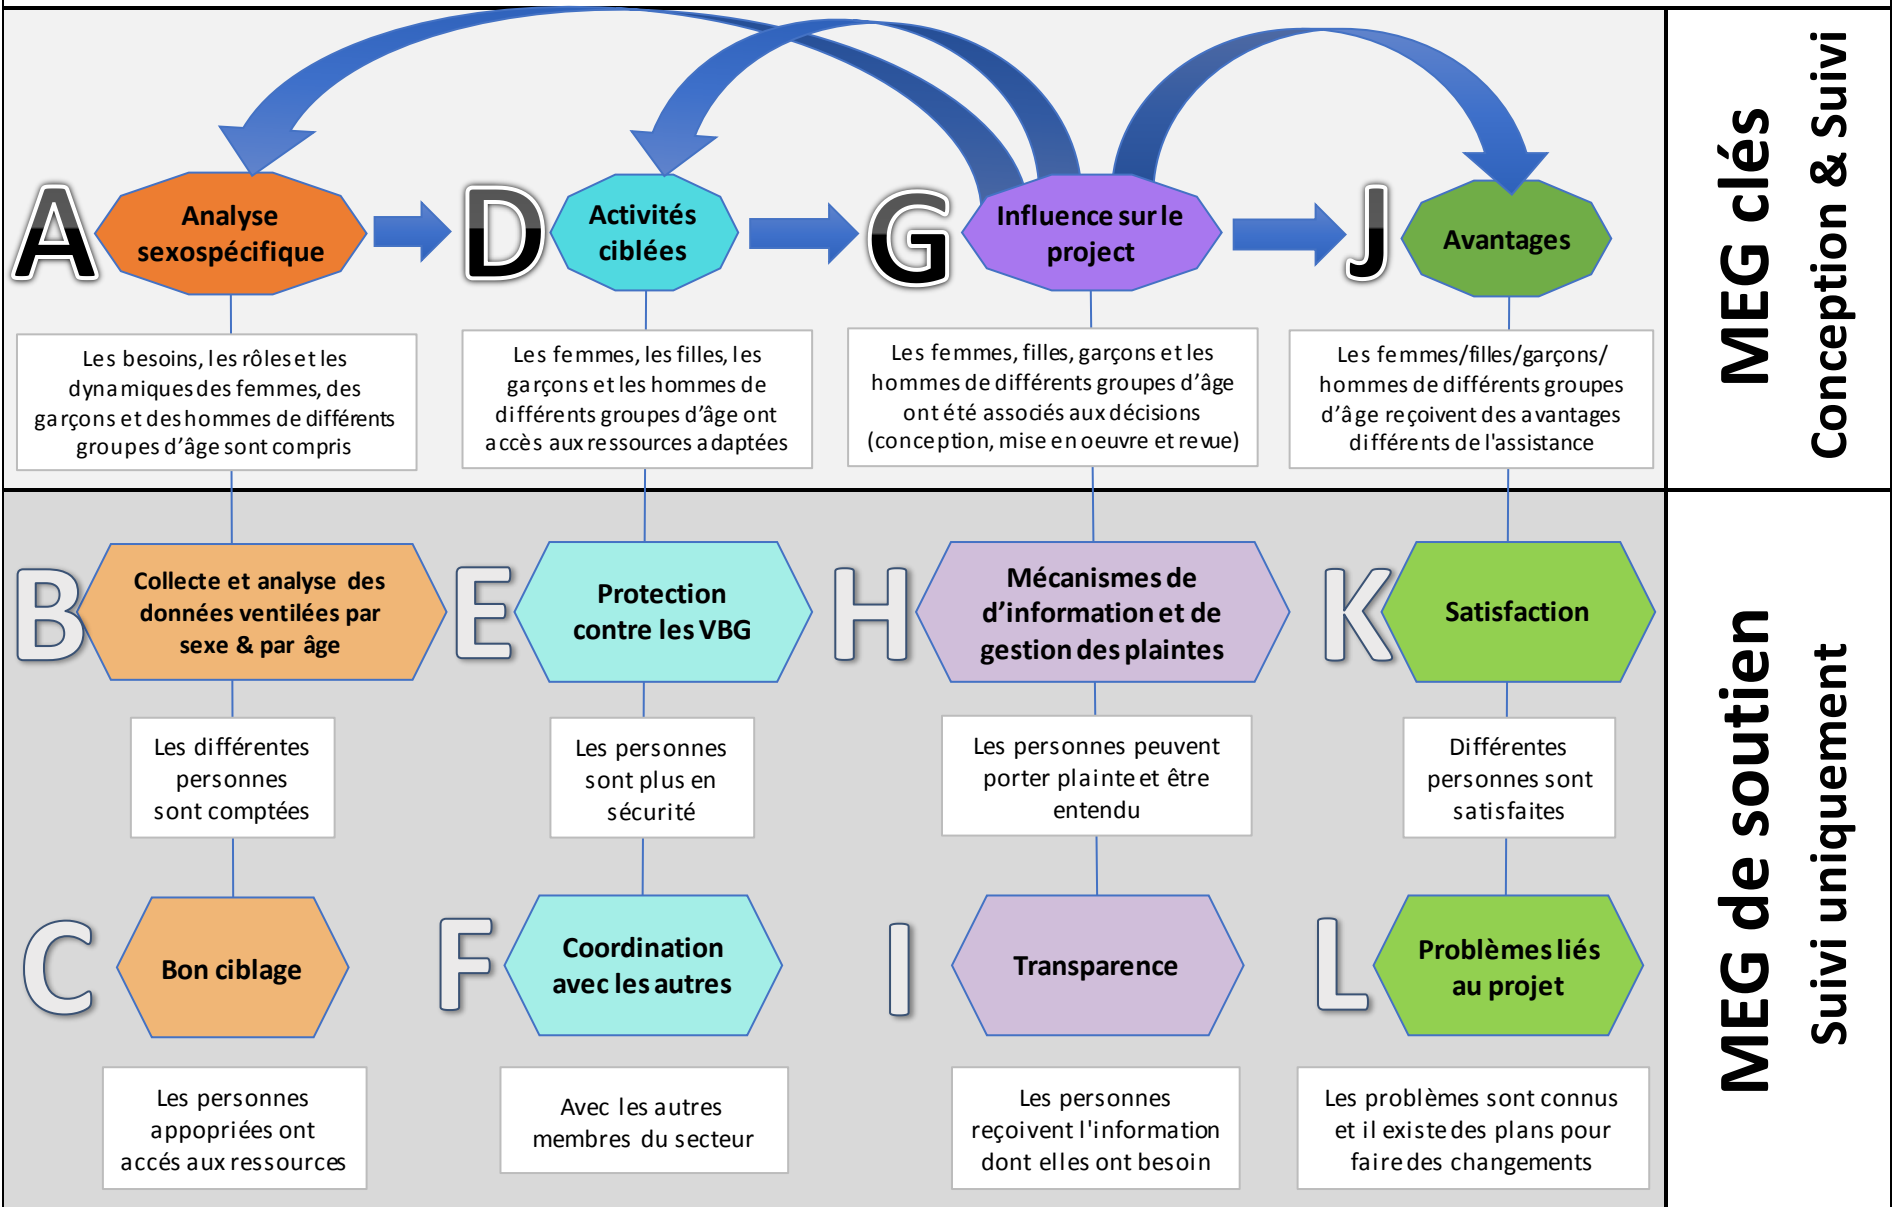 A
Analyse
sexospécifique
D
Activités
ciblées
G
Influence sur le
project
J
Avantages
Les besoins, les rôles et les
dynamiques des femmes, des
garçons et des hommes de différents
groupes d’âge sont compris
Les femmes, les filles, les
garçons et les hommes de
différents groupes d’âge ont
accès aux ressources adaptées
Les femmes, filles, garçons et les
hommes de différents groupes d’âge
ont été associés aux décisions
(conception, mise en oeuvre et revue)
Les femmes/filles/garçons/
hommes de différents groupes
d’âge reçoivent des avantages
différents de l'assistance
MEG clés
Conception & Suivi
B
Collecte et analyse des
données ventilées par
sexe & par âge
E
Protection
contre les VBG
H
Mécanismes de
d’information et de
gestion des plaintes
K
Satisfaction
Les différentes
personnes
sont comptées
Les personnes
sont plus en
sécurité
Les personnes peuvent
porter plainte et être
entendu
Différentes
personnes sont
satisfaites
C
Bon ciblage
F
Coordination
avec les autres
I
Transparence
L
Problèmes liés
au projet
Les personnes
appopriées ont
accés aux ressources
Avec les autres
membres du secteur
Les personnes
reçoivent l'information
dont elles ont besoin
Les problèmes sont connus
et il existe des plans pour
faire des changements
MEG de soutien
Suivi uniquement